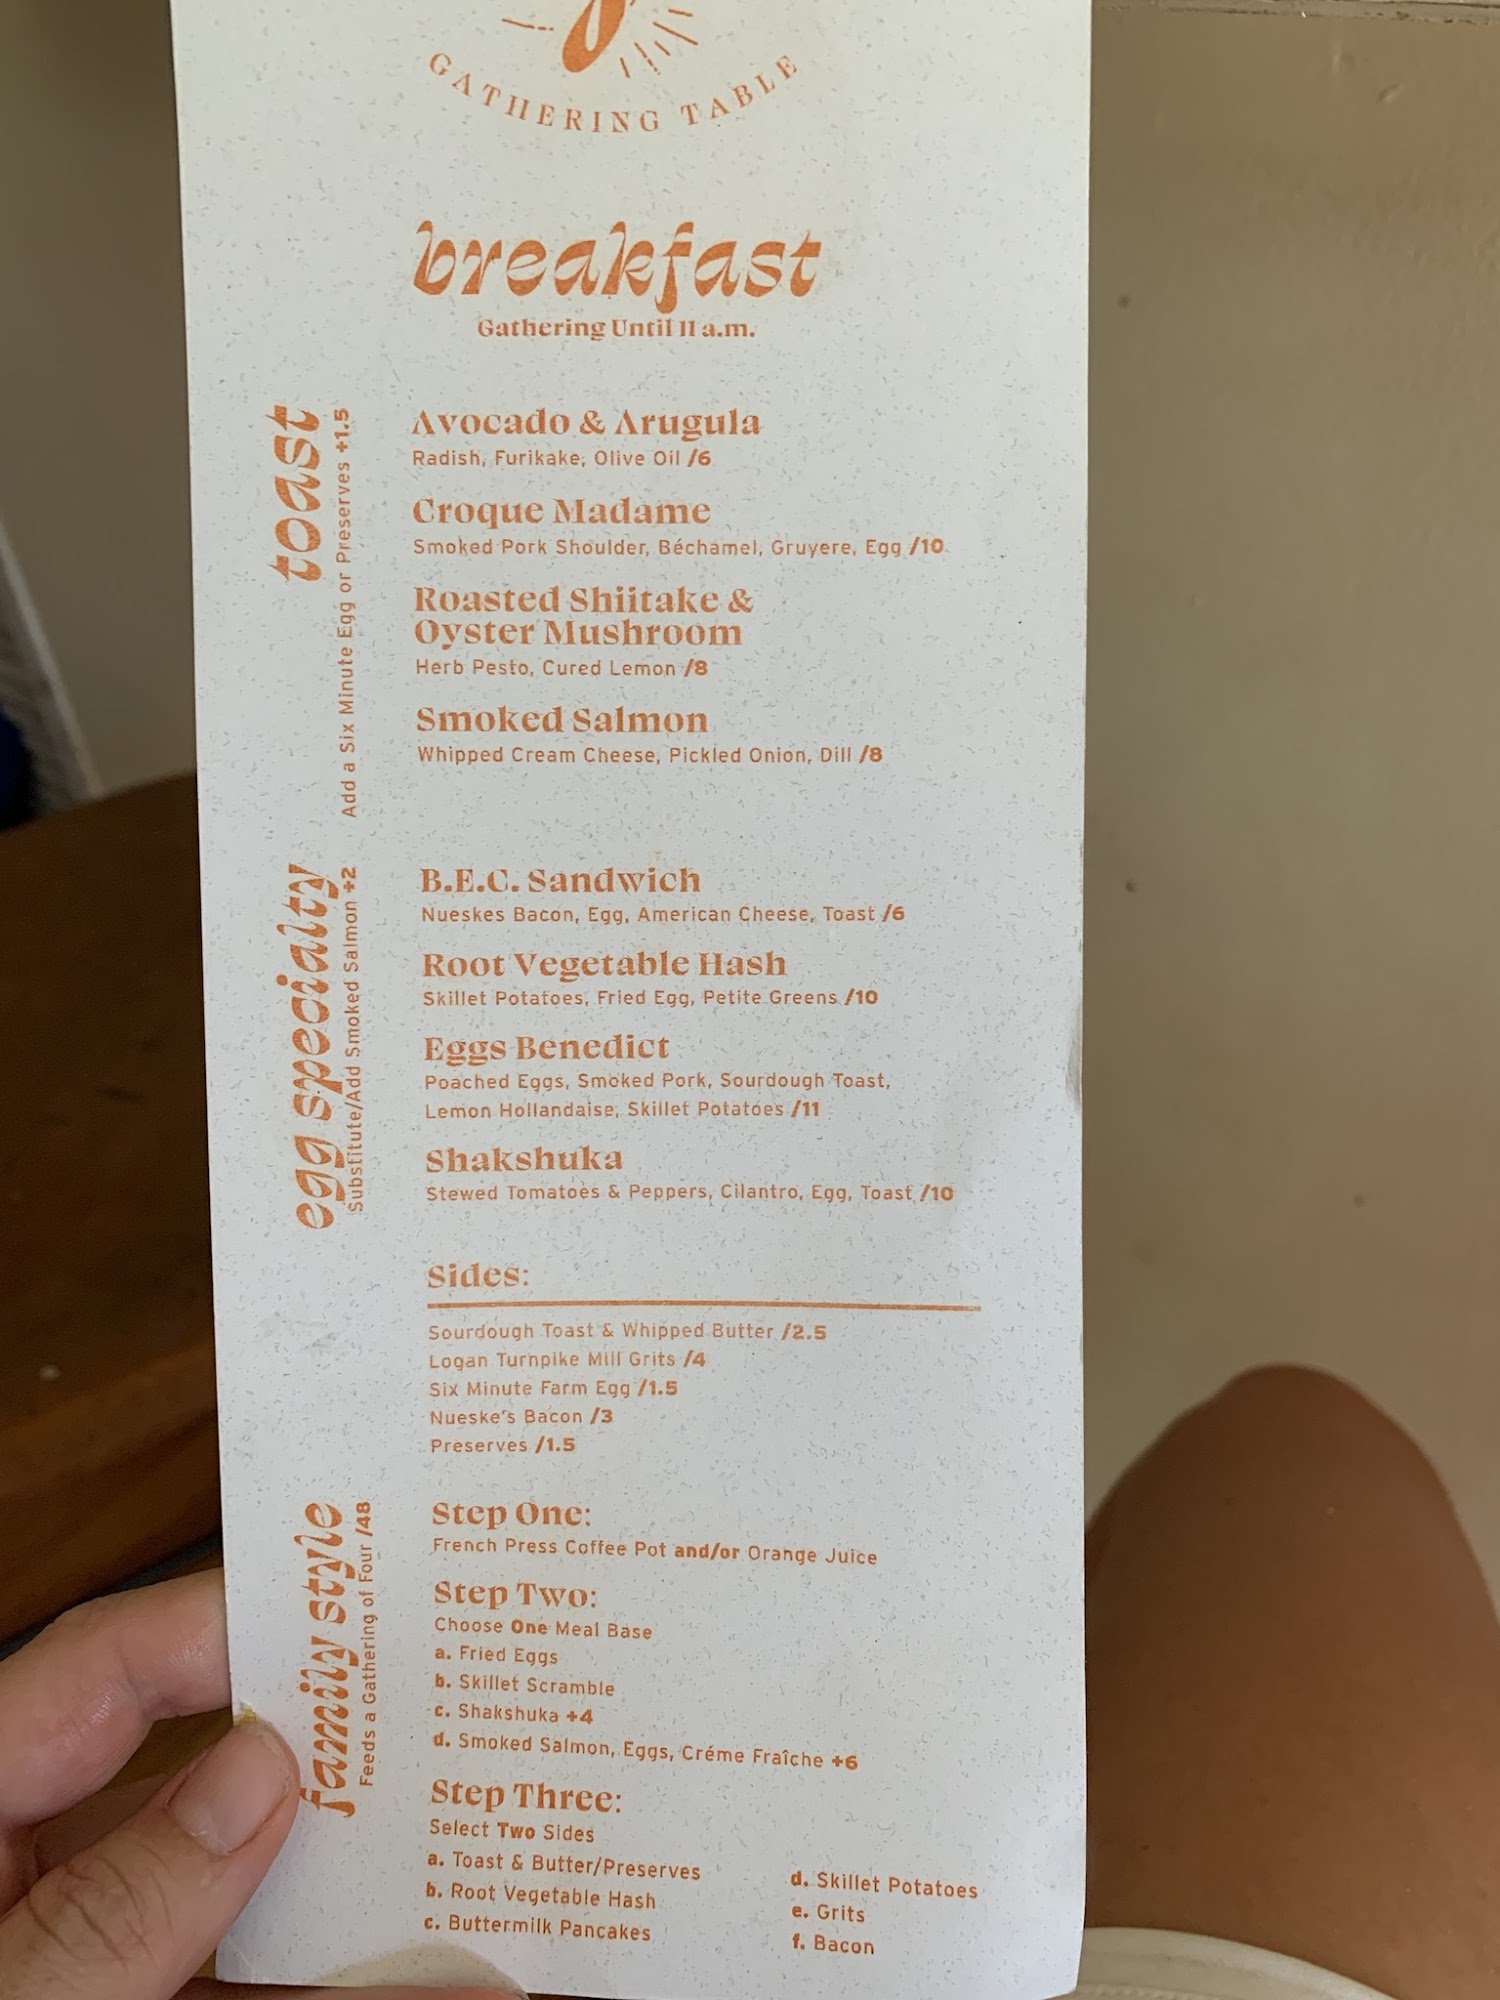 GATHERING TABLE
breakfast
Gathering Until 11 a.m.
toast
Add a Six Minute Egg or Preserves +1.5
Avocado & Arugula
Radish, Furikake, Olive Oil /6
Croque Madame
Smoked Pork Shoulder, Béchamel, Gruyere, Egg /10
Roasted Shiitake &
Oyster Mushroom
Herb Pesto, Cured Lemon /8
Smoked Salmon
Whipped Cream Cheese, Pickled Onion, Dill /8
egg specialty
Substitute/Add Smoked Salmon +2
B.E.C. Sandwich
Nueskes Bacon, Egg, American Cheese, Toast /6
Root Vegetable Hash
Skillet Potatoes, Fried Egg, Petite Greens /10
Eggs Benedict
Poached Eggs, Smoked Pork, Sourdough Toast,
Lemon Hollandaise, Skillet Potatoes /11
Shakshuka
Stewed Tomatoes & Peppers, Cilantro, Egg, Toast /10
Sides:
Sourdough Toast & Whipped Butter /2.5
Logan Turnpike Mill Grits /4
Six Minute Farm Egg /1.5
Nueske's Bacon /3
Preserves /1.5
family style
Feeds a Gathering of Four /48
Step One:
French Press Coffee Pot and/or Orange Juice
Step Two:
Choose One Meal Base
a. Fried Eggs
b. Skillet Scramble
c. Shakshuka +4
d. Smoked Salmon, Eggs, Créme Fraîche +6
Step Three:
Select Two Sides
a. Toast & Butter/Preserves
b. Root Vegetable Hash
c. Buttermilk Pancakes
d. Skillet Potatoes
e. Grits
f. Bacon